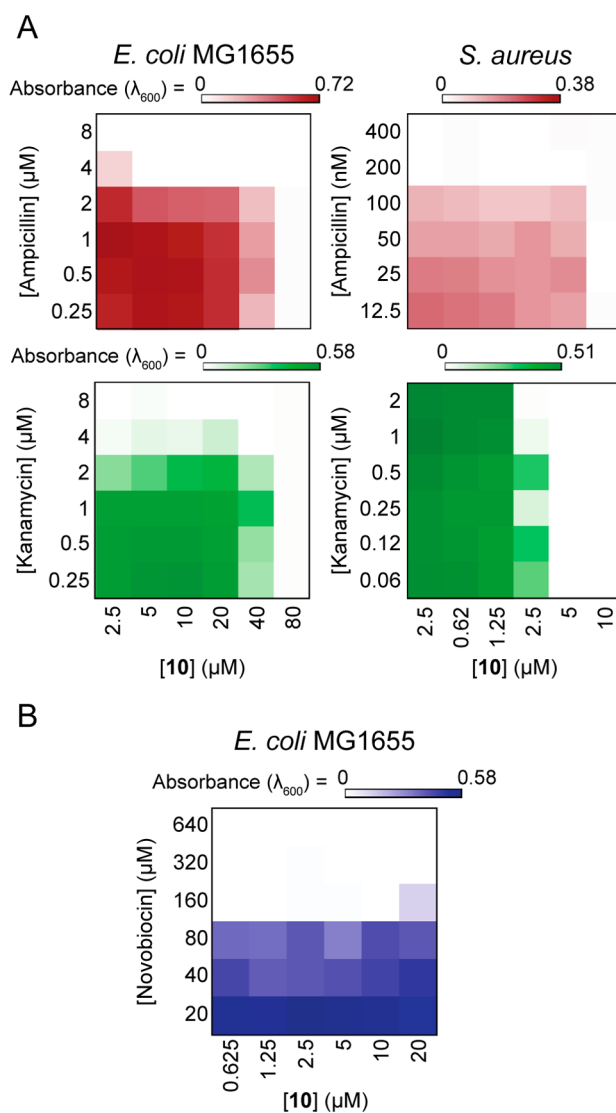 A
E. coli MG1655 S. aureus
Absorbance (λ600) = 0 0.72 0 0.38
[Ampicillin] (µM)
8
4
2
1
0.5
0.25
[Ampicillin] (nM)
400
200
100
50
25
12.5
Absorbance (λ600) = 0 0.58 0 0.51
[Kanamycin] (µM)
8
4
2
1
0.5
0.25
2.5 5 10 20 40 80
[10] (µM)
[Kanamycin] (µM)
2
1
0.5
0.25
0.12
0.06
2.5 0.62 1.25 2.5 5 10
[10] (µM)
B
E. coli MG1655
Absorbance (λ600) = 0 0.58
[Novobiocin] (µM)
640
320
160
80
40
20
0.625 1.25 2.5 5 10 20
[10] (µM)